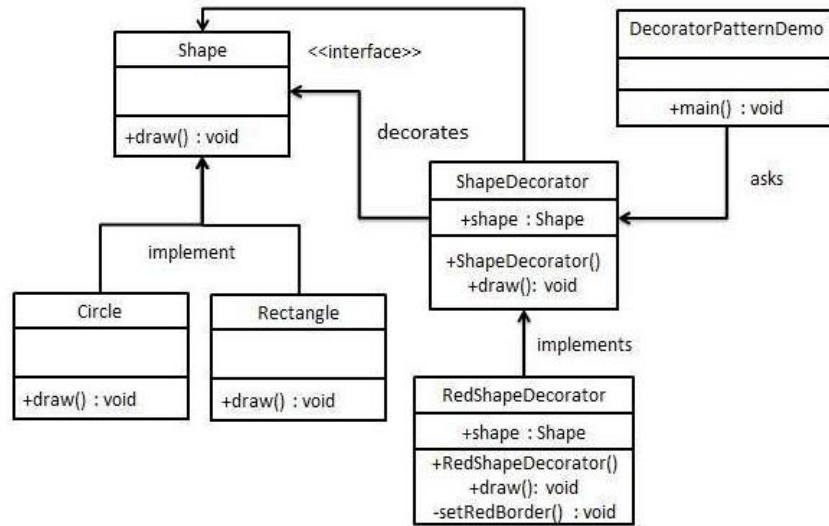 Shape
<<interface>>
+draw() : void
DecoratorPatternDemo
+main() : void
decorates
asks
ShapeDecorator
+shape : Shape
+ShapeDecorator()
+draw(): void
implement
Circle
+draw() : void
Rectangle
+draw() : void
implements
RedShapeDecorator
+shape : Shape
+RedShapeDecorator()
+draw(): void
-setRedBorder() : void